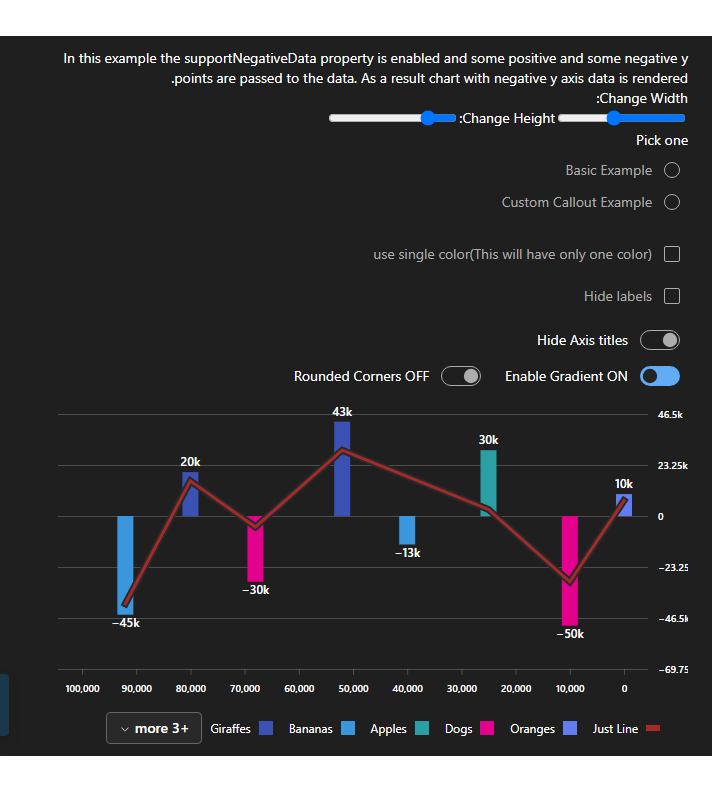 In this example the supportNegativeData property is enabled and some positive and some negative y
.points are passed to the data. As a result chart with negative y axis data is rendered
:Change Width
:Change Height
Pick one
Basic Example
Custom Callout Example
use single color(This will have only one color)
Hide labels
Hide Axis titles
Rounded Corners OFF Enable Gradient ON
43k
46.5k
30k
20k
23.25k
10k
0
−13k
−23.25
−30k
−45k
−46.5k
−50k
−69.75
100,000 90,000 80,000 70,000 60,000 50,000 40,000 30,000 20,000 10,000 0
more 3+ Giraffes Bananas Apples Dogs Oranges Just Line